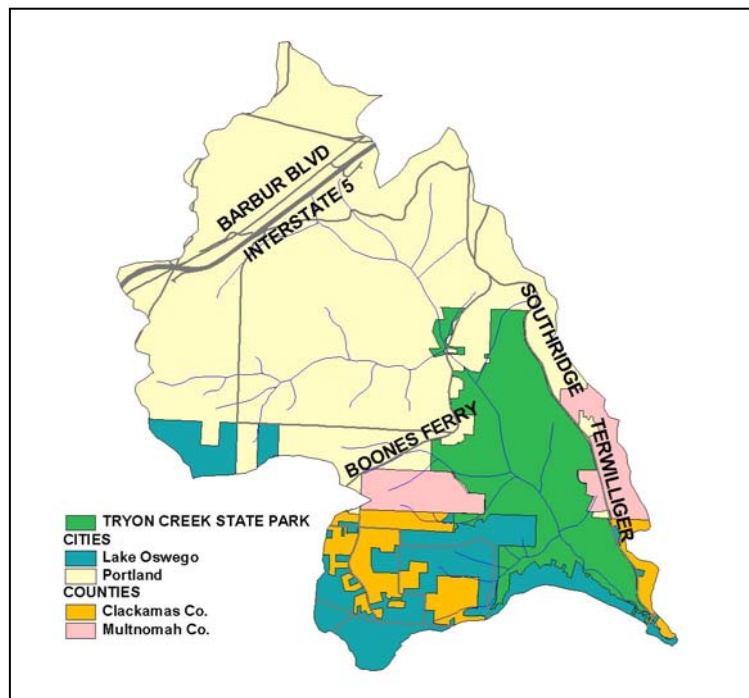 BARBUR BLVD
INTERSTATE 5
SOUTHRIDGE
TERWILLIGER
BOONES FERRY
TRYON CREEK STATE PARK
CITIES
Lake Oswego
Portland
COUNTIES
Clackamas Co.
Multnomah Co.